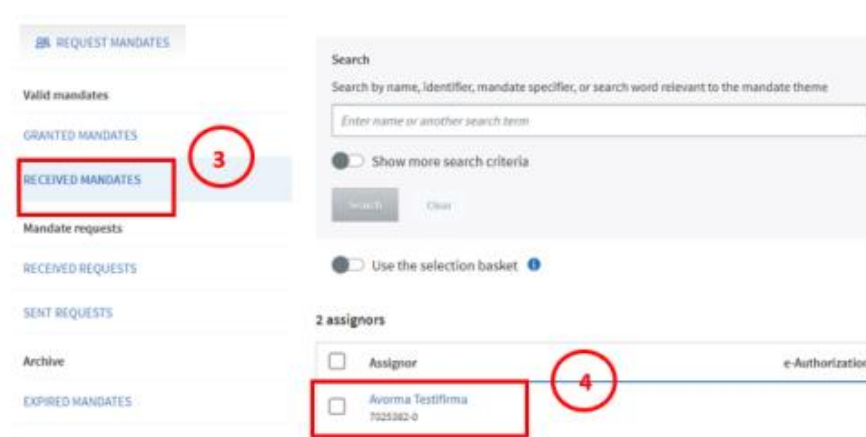 REQUEST MANDATES
Valid mandates
GRANTED MANDATES
RECEIVED MANDATES
3
Mandate requests
RECEIVED REQUESTS
SENT REQUESTS
Archive
EXPIRED MANDATES
Search
Search by name, identifier, mandate specifier, or search word relevant to the mandate theme
Enter name or another search term
Show more search criteria
Search Clear
Use the selection basket
2 assignors
Assignor e-Authorization
4
Avorma Testifirma
7025382-0